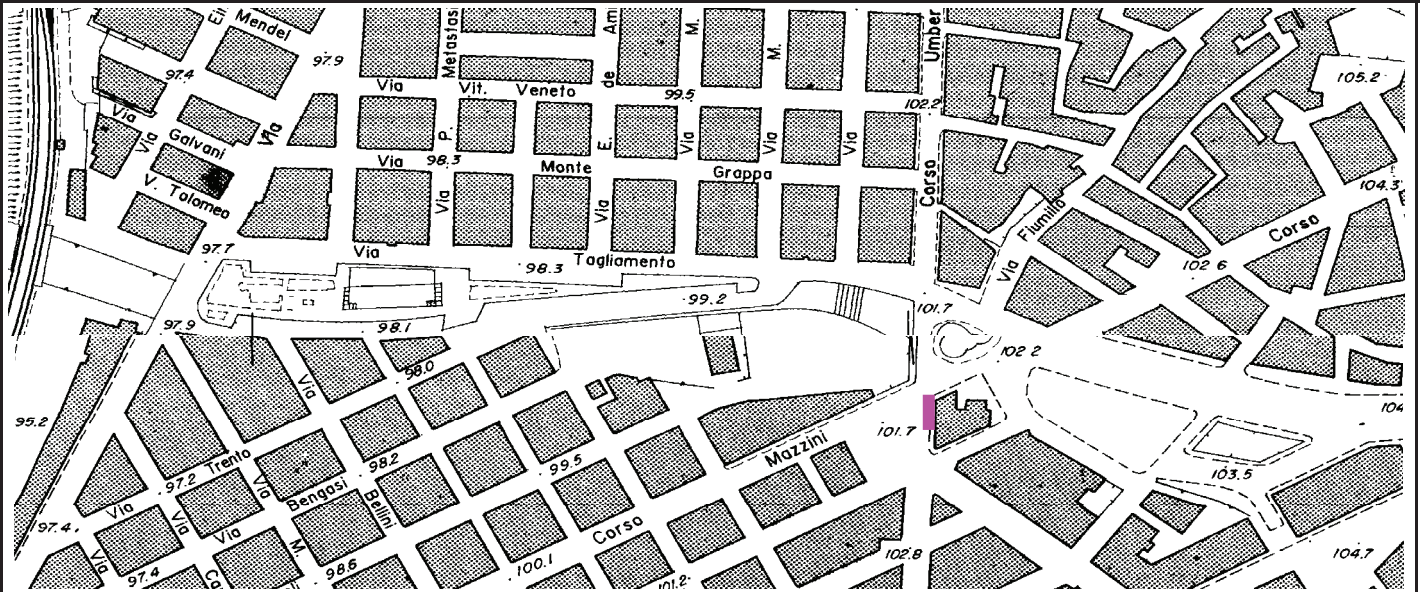 Mendel
97.9
Metastas
Ami
M.
M.
Umber
97.4
Via
Vit.
Veneto
de
99.5
102.2
105.2
Via
Via
Galvani
Via
Via
98.3
P.
E.
Monte
Via
Via
Via
Grappa
Corso
V. Tolomeo
Via
Via
104.3
Fiumillo
Corso
97.7
Via
98.3
Tagliamento
Via
102.6
99.2
101.7
97.9
98.1
102 2
98.0
Via
95.2
104
101.7
Mazzini
Trento
98.2
99.5
103.5
97.2
Via
Bengasi
Bellini
Via
Via
Via
97.4
Corso
Via
M.
97.4
98.6
100.1
101.2
102.8
104.7
Ca